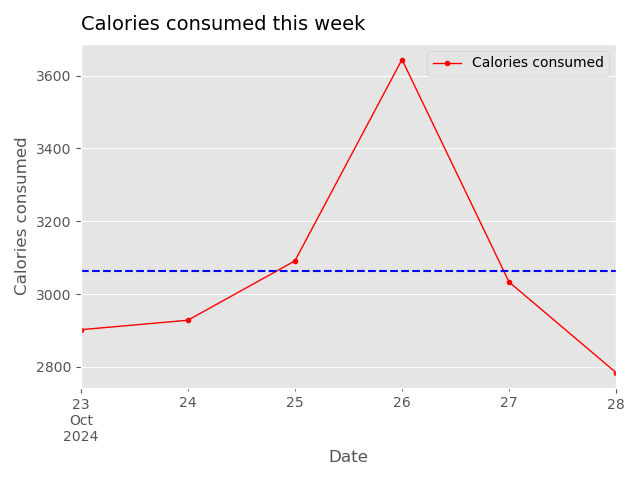 Calories consumed this week
Calories consumed
3600
3400
3200
3000
2800
Calories consumed
23 24 25 26 27 28
Oct
2024
Date